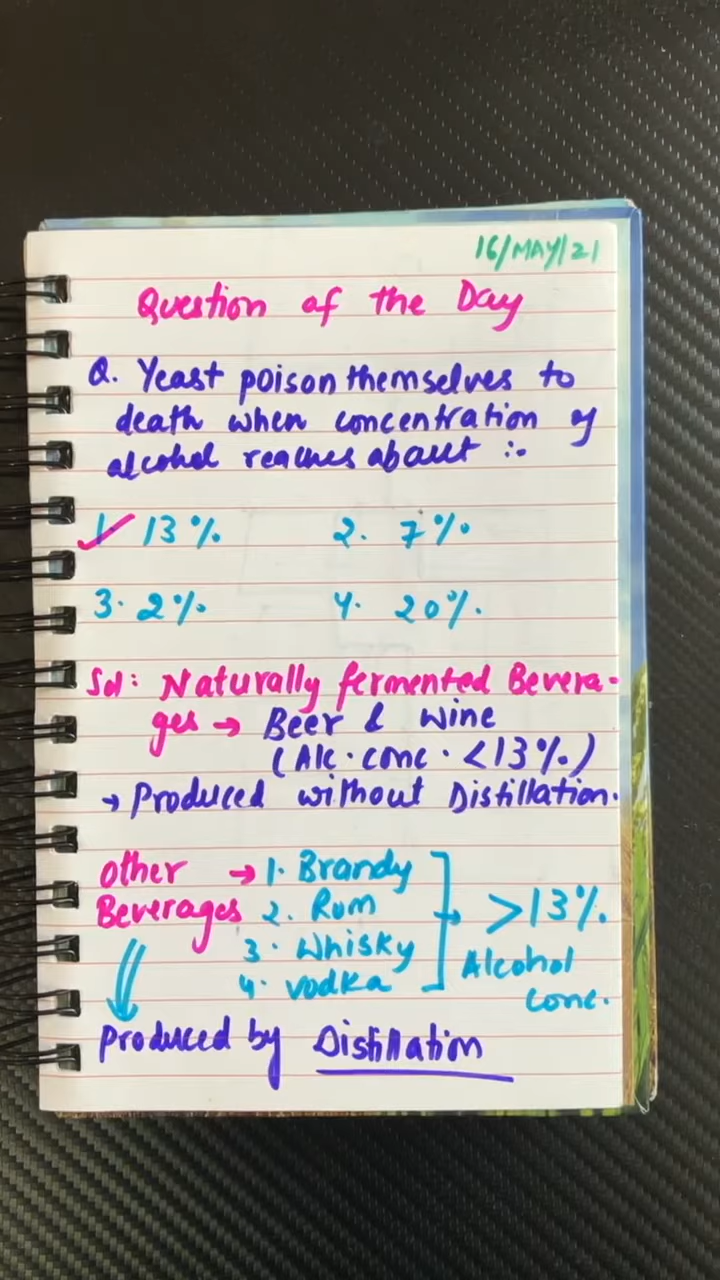 16/MAY/21
Question of the Day
Q. Yeast poison themselves to
death when concentration of
alcohol reaches about :-
1. 13% 2. 7%
3. 2% 4. 20%.
Sol: Naturally fermented Bevera-
ges → Beer & Wine
(Alc. conc. <13%)
→ Produced without Distillation.
Other → 1. Brandy
Beverages 2. Rum
3. Whisky
4. Vodka
>13%
Alcohol
conc.
Produced by Distillation